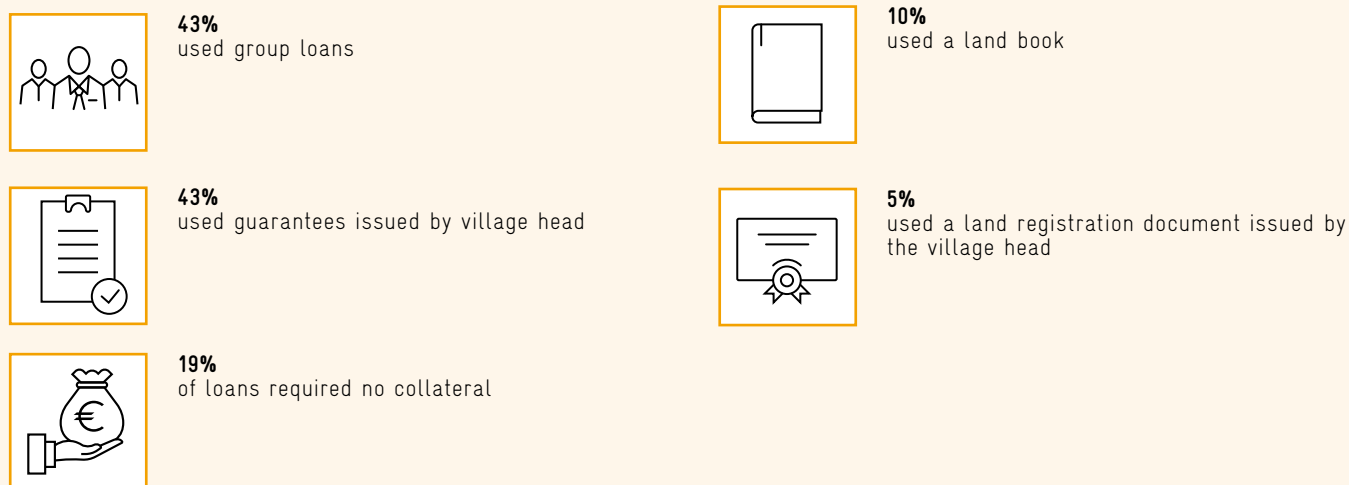 43%
used group loans
43%
used guarantees issued by village head
19%
of loans required no collateral
€
10%
used a land book
5%
used a land registration document issued by
the village head